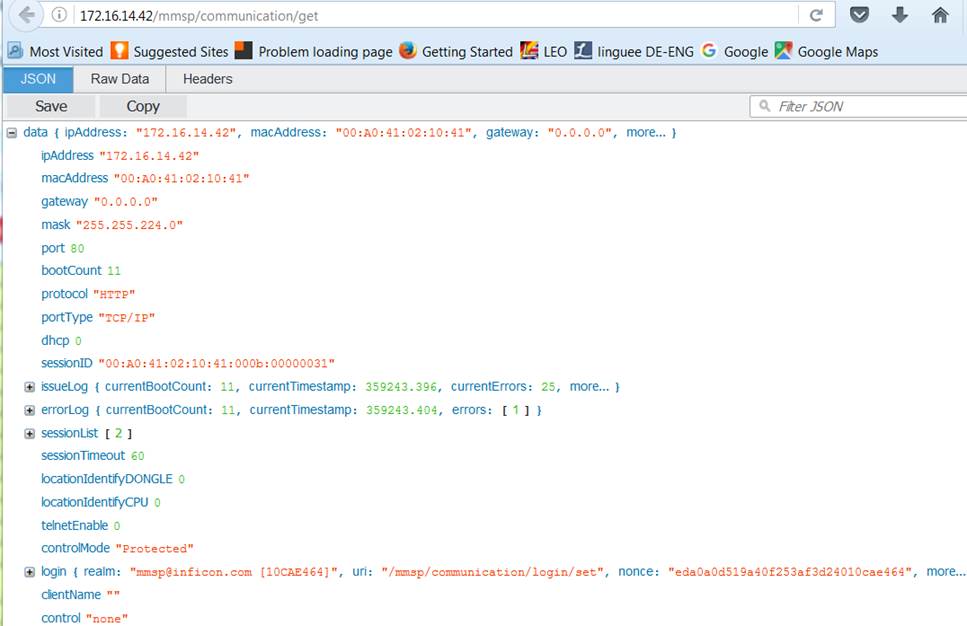 172.16.14.42/mmsp/communication/get
Most Visited Suggested Sites Problem loading page Getting Started LEO linguee DE-ENG Google Google Maps
JSON Raw Data Headers
Save Copy Filter JSON
data { ipAddress: "172.16.14.42", macAddress: "00:A0:41:02:10:41", gateway: "0.0.0.0", more... }
ipAddress "172.16.14.42"
macAddress "00:A0:41:02:10:41"
gateway "0.0.0.0"
mask "255.255.224.0"
port 80
bootCount 11
protocol "HTTP"
portType "TCP/IP"
dhcp 0
sessionID "00:A0:41:02:10:41:000b:00000031"
issueLog { currentBootCount: 11, currentTimestamp: 359243.396, currentErrors: 25, more... }
errorLog { currentBootCount: 11, currentTimestamp: 359243.404, errors: [ 1 ] }
sessionList [ 2 ]
sessionTimeout 60
locationIdentifyDONGLE 0
locationIdentifyCPU 0
telnetEnable 0
controlMode "Protected"
login { realm: "mmsp@inficon.com [10CAE464]", uri: "/mmsp/communication/login/set", nonce: "eda0a0d519a40f253af3d24010cae464", more...
clientName ""
control "none"